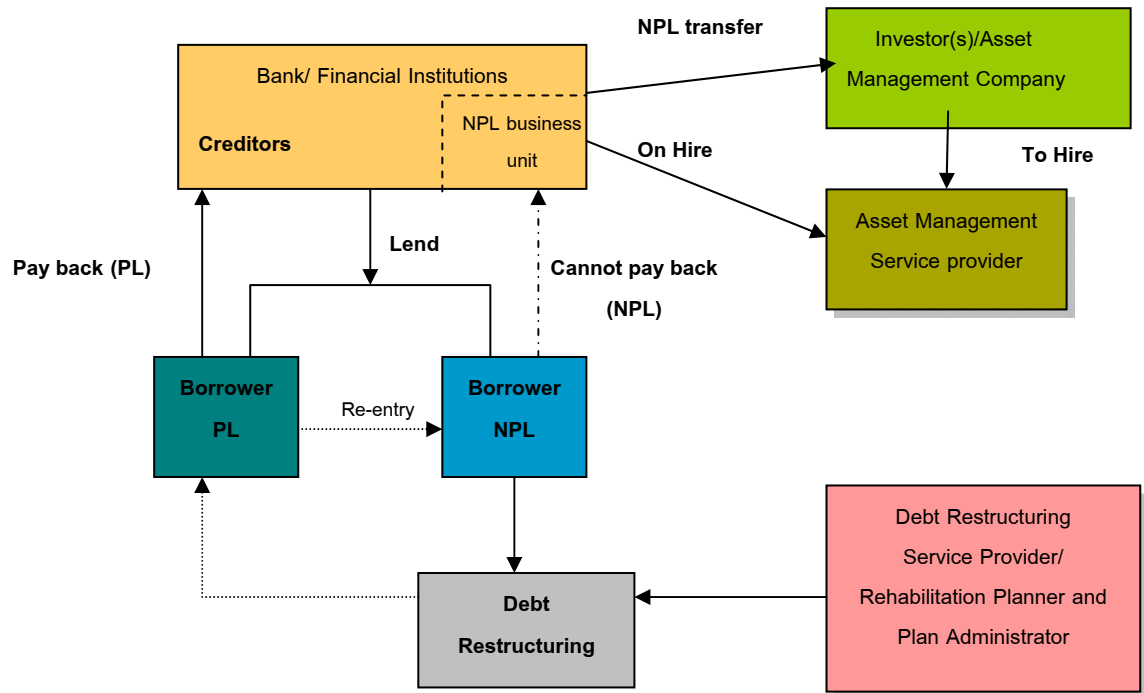 NPL transfer
Investor(s)/Asset
Management Company
Bank/ Financial Institutions
NPL business
unit
Creditors
On Hire
To Hire
Asset Management
Service provider
Lend
Pay back (PL)
Cannot pay back
(NPL)
Borrower
PL
Re-entry
Borrower
NPL
Debt
Restructuring
Debt Restructuring
Service Provider/
Rehabilitation Planner and
Plan Administrator